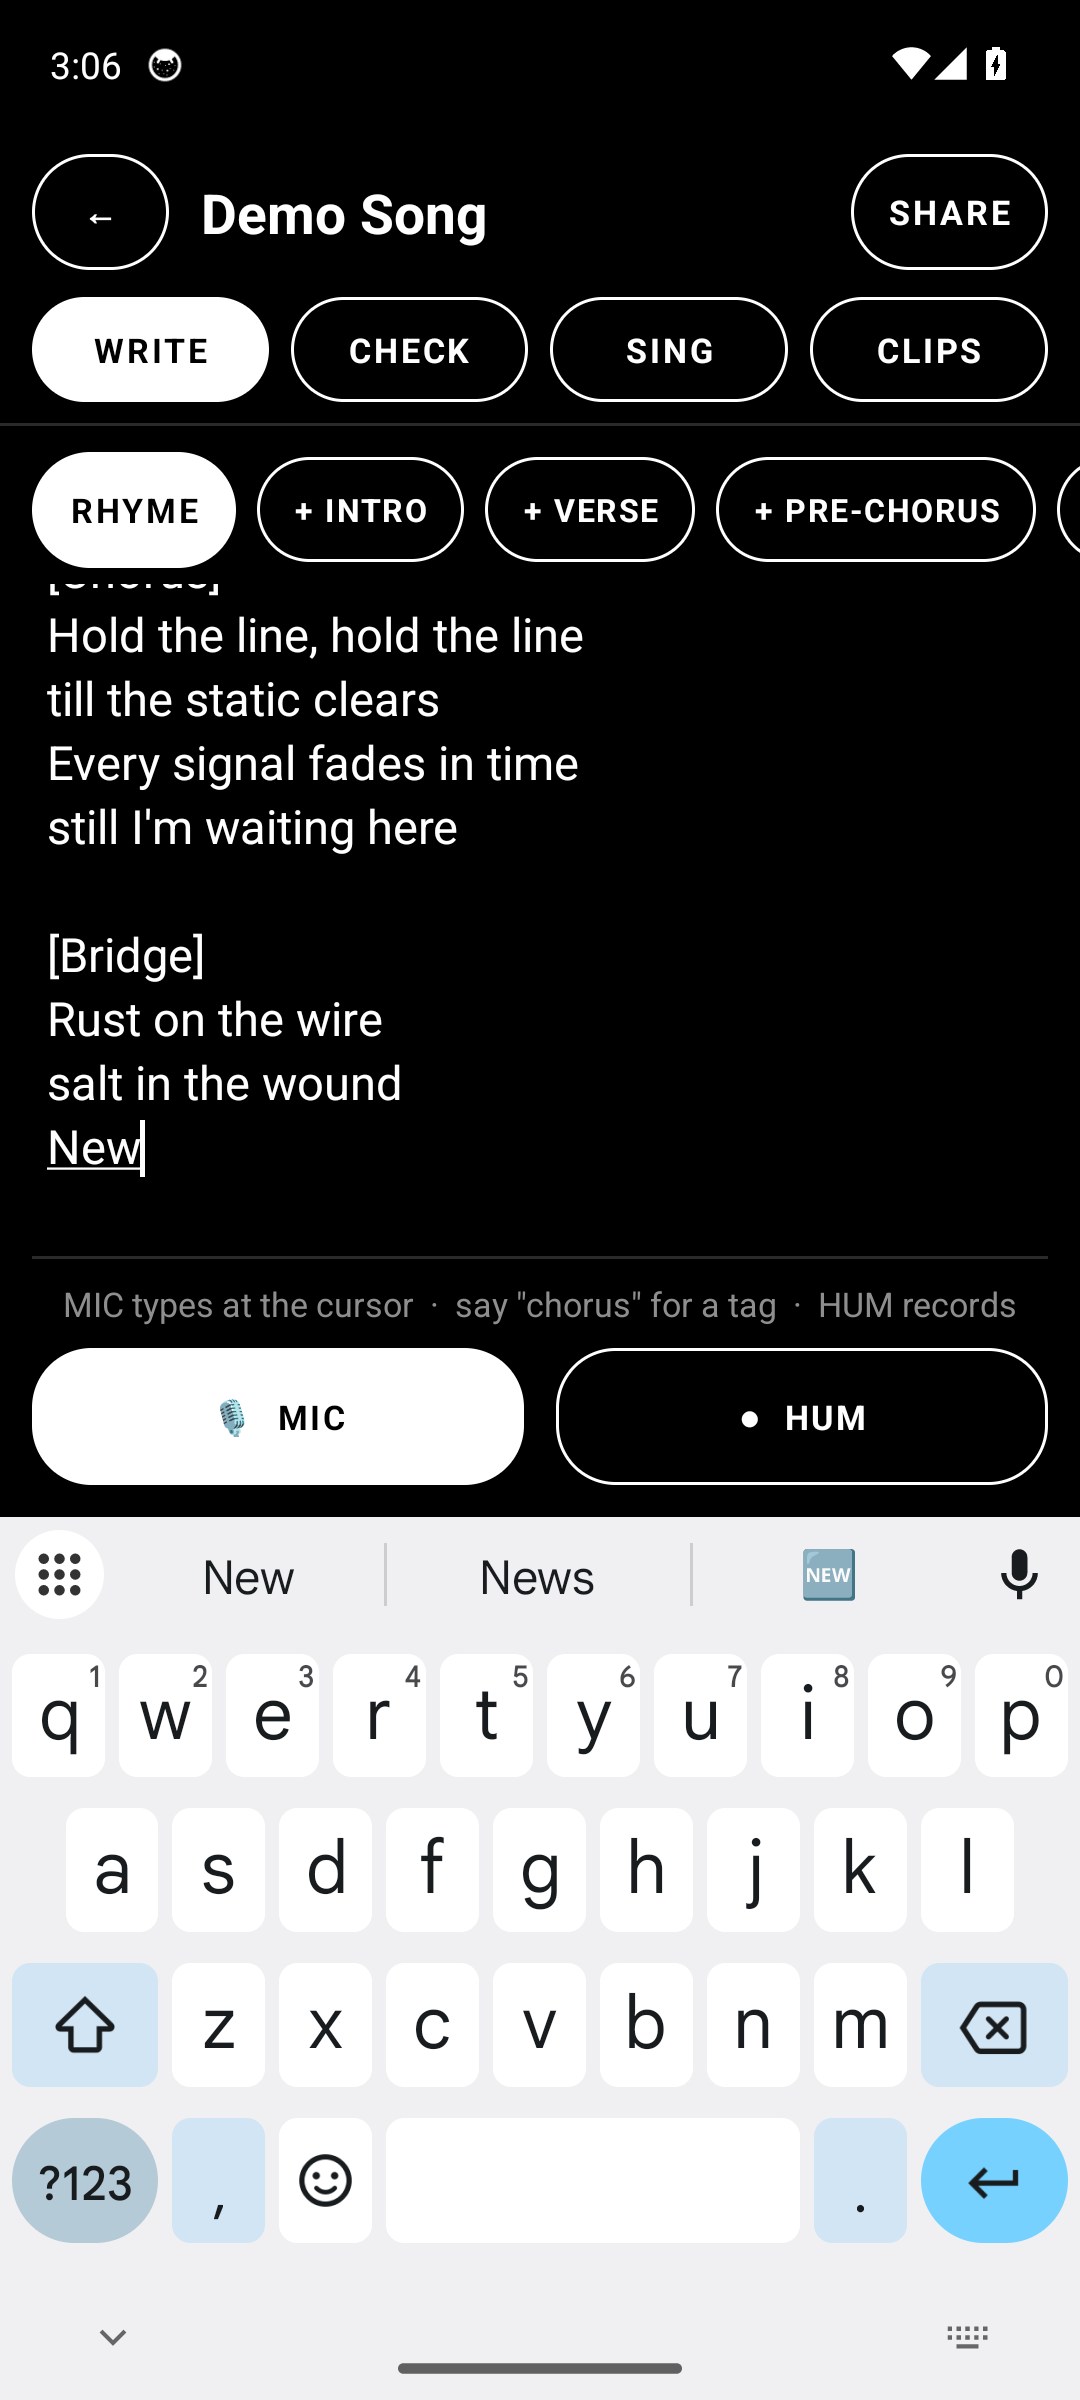 3:06
←
Demo Song
SHARE
WRITE
CHECK
SING
CLIPS
RHYME
+ INTRO
+ VERSE
+ PRE-CHORUS
[Chorus]
Hold the line, hold the line
till the static clears
Every signal fades in time
still I'm waiting here
[Bridge]
Rust on the wire
salt in the wound
New
MIC types at the cursor · say "chorus" for a tag · HUM records
🎙️ MIC
● HUM
New
News
🆕
q 1 w 2 e 3 r 4 t 5 y 6 u 7 i 8 o 9 p 0
a s d f g h j k l
z x c v b n m
?123 , .